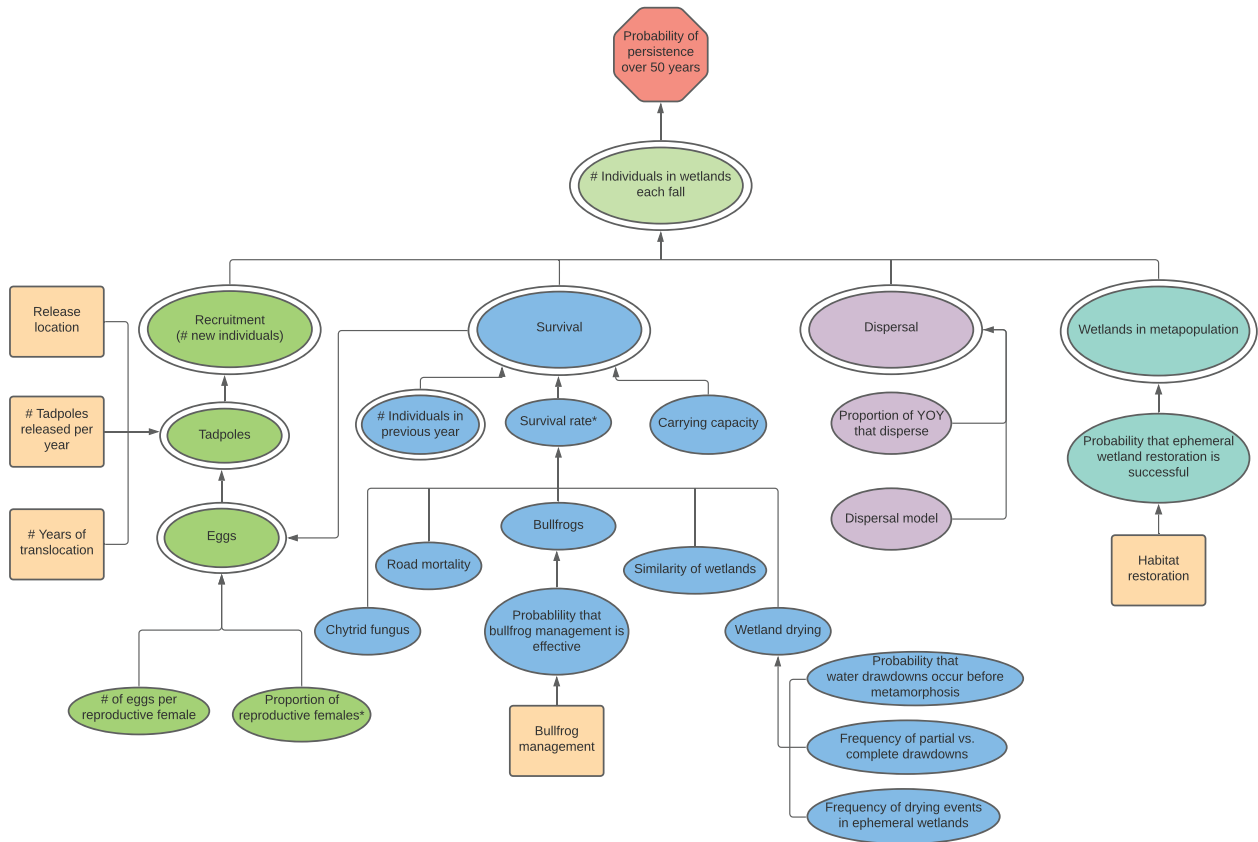 Probability of
persistence
over 50 years
# Individuals in wetlands
each fall
Release
location
Recruitment
(# new individuals)
Survival
Dispersal
Wetlands in metapopulation
# Tadpoles
released per
year
Tadpoles
# Individuals in
previous year
Survival rate*
Carrying capacity
Proportion of YOY
that disperse
Probability that ephemeral
wetland restoration is
successful
# Years of
translocation
Eggs
Bullfrogs
Dispersal model
Road mortality
Similarity of wetlands
Habitat
restoration
Chytrid fungus
Probablility that
bullfrog management is
effective
Wetland drying
# of eggs per
reproductive female
Proportion of
reproductive females*
Bullfrog
management
Probability that
water drawdowns occur before
metamorphosis
Frequency of partial vs.
complete drawdowns
Frequency of drying events
in ephemeral wetlands